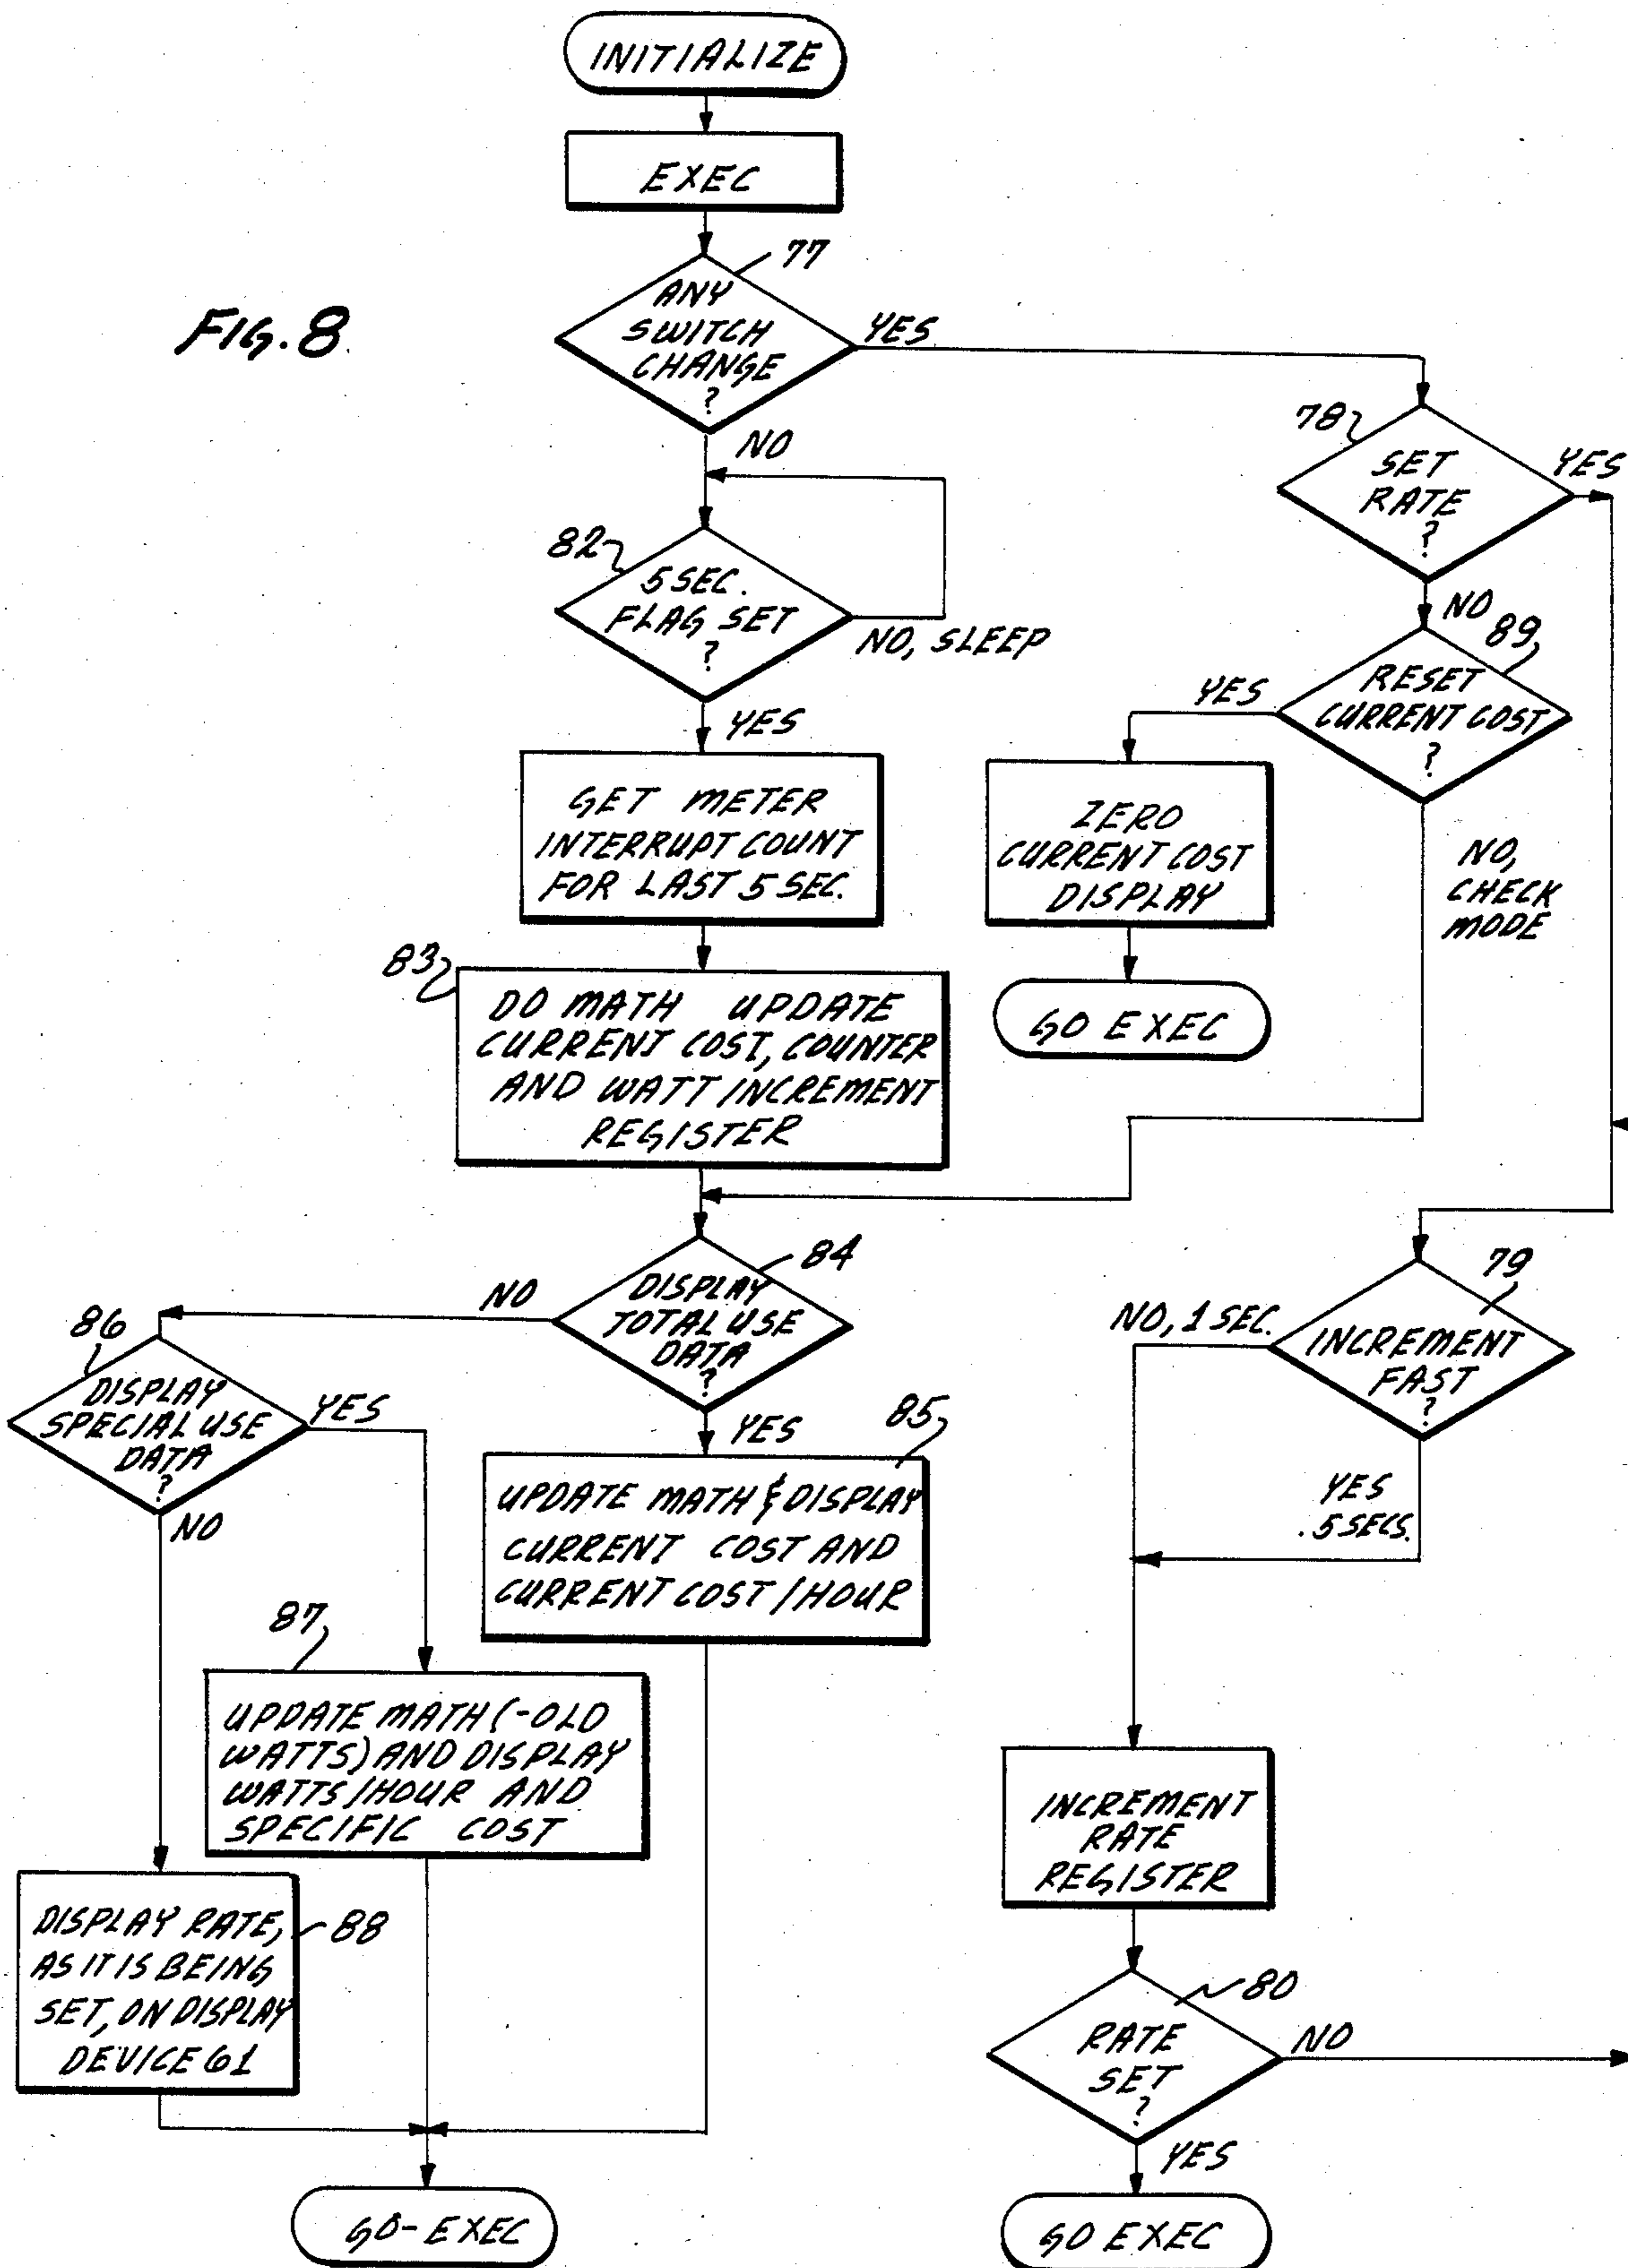 INITIALIZE
EXEC
FIG. 8
77
ANY
SWITCH
CHANGE
?
YES
NO
78
SET
RATE
?
YES
NO
82
5 SEC.
FLAG SET
?
NO, SLEEP
YES
89
RESET
CURRENT COST
?
YES
NO,
CHECK
MODE
GET METER
INTERRUPT COUNT
FOR LAST 5 SEC.
ZERO
CURRENT COST
DISPLAY
GO EXEC
83
DO MATH UPDATE
CURRENT COST, COUNTER
AND WATT INCREMENT
REGISTER
84
DISPLAY
TOTAL USE
DATA
?
NO
YES
79
INCREMENT
FAST
?
NO, 1 SEC.
YES
.5 SECS.
86
DISPLAY
SPECIAL USE
DATA
?
YES
NO
85
UPDATE MATH & DISPLAY
CURRENT COST AND
CURRENT COST/HOUR
87
UPDATE MATH (-OLD
WATTS) AND DISPLAY
WATTS/HOUR AND
SPECIFIC COST
INCREMENT
RATE
REGISTER
88
DISPLAY RATE,
AS IT IS BEING
SET, ON DISPLAY
DEVICE 61
80
RATE
SET
?
NO
YES
GO-EXEC
GO EXEC